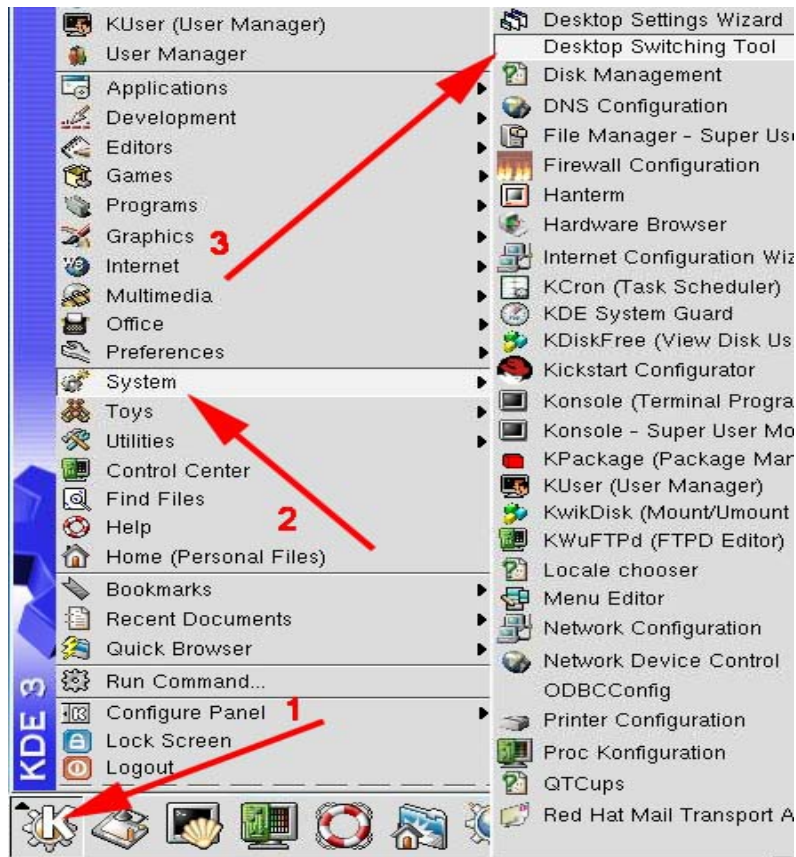 KUser (User Manager)
User Manager
Applications
Development
Editors
Games
Programs
Graphics
3
Internet
Multimedia
Office
Preferences
System
Toys
Utilities
Control Center
Find Files
2
Help
Home (Personal Files)
Bookmarks
Recent Documents
Quick Browser
Run Command...
Configure Panel
1
Lock Screen
Logout
KDE 3
K
Desktop Settings Wizard
Desktop Switching Tool
Disk Management
DNS Configuration
File Manager - Super Use
Firewall Configuration
Hanterm
Hardware Browser
Internet Configuration Wiz
KCron (Task Scheduler)
KDE System Guard
KDiskFree (View Disk Us
Kickstart Configurator
Konsole (Terminal Progra
Konsole - Super User Mo
KPackage (Package Man
KUser (User Manager)
KwikDisk (Mount/Umount
KWuFTPd (FTPD Editor)
Locale chooser
Menu Editor
Network Configuration
Network Device Control
ODBCConfig
Printer Configuration
Proc Konfiguration
QTCups
Red Hat Mail Transport A